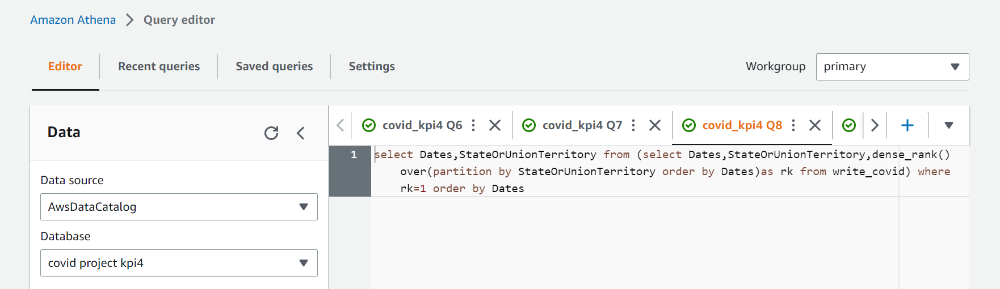 Amazon Athena > Query editor
Editor Recent queries Saved queries Settings Workgroup primary
Data
covid_kpi4 Q6 covid_kpi4 Q7 covid_kpi4 Q8
1 select Dates,StateOrUnionTerritory from (select Dates,StateOrUnionTerritory,dense_rank()
over(partition by StateOrUnionTerritory order by Dates)as rk from write_covid) where
rk=1 order by Dates
Data source
AwsDataCatalog
Database
covid project kpi4